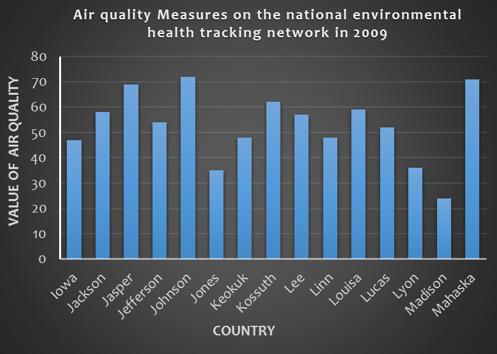 Air quality Measures on the national environmental
health tracking network in 2009
VALUE OF AIR QUALITY
80
70
60
50
40
30
20
10
0
Iowa
Jackson
Jasper
Jefferson
Johnson
Jones
Keokuk
Kossuth
Lee
Linn
Louisa
Lucas
Lyon
Madison
Mahaska
COUNTRY